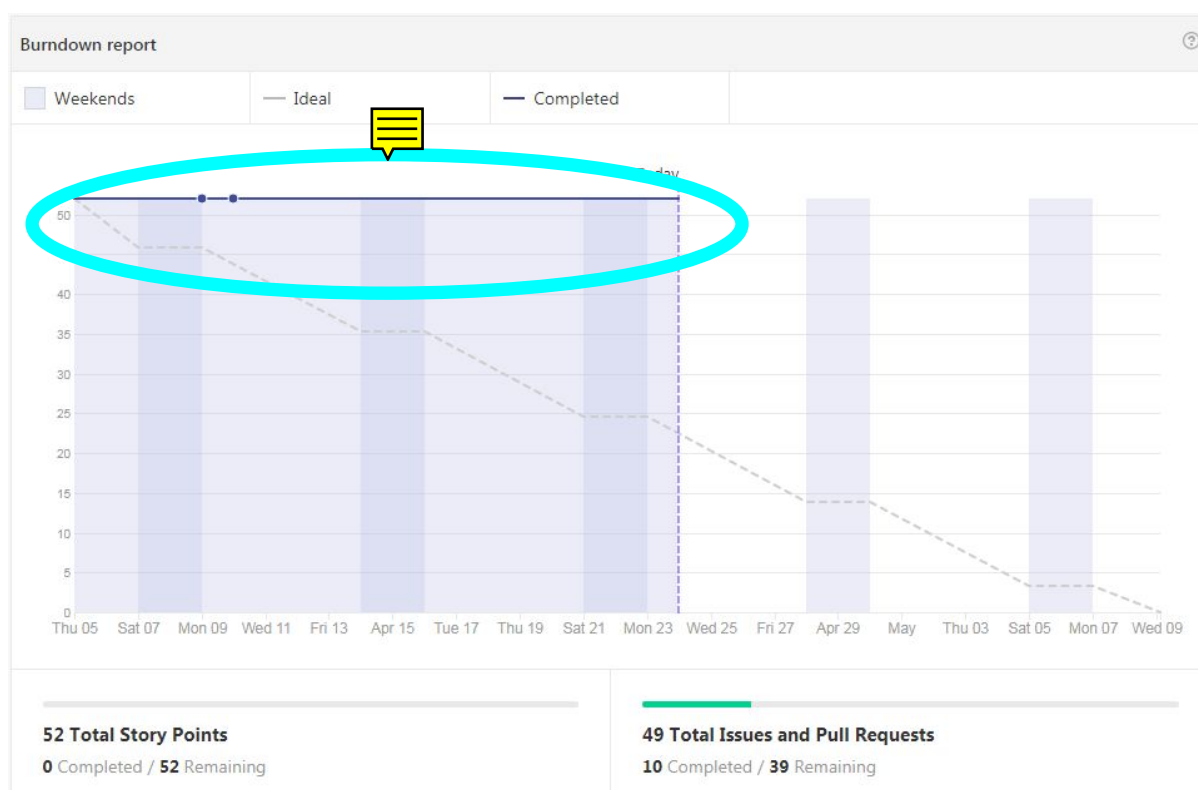 Burndown report
Weekends
Ideal
Completed
50
40
35
30
25
20
15
10
5
0
Thu 05 Sat 07 Mon 09 Wed 11 Fri 13 Apr 15 Tue 17 Thu 19 Sat 21 Mon 23 Wed 25 Fri 27 Apr 29 May Thu 03 Sat 05 Mon 07 Wed 09
52 Total Story Points
0 Completed / 52 Remaining
49 Total Issues and Pull Requests
10 Completed / 39 Remaining